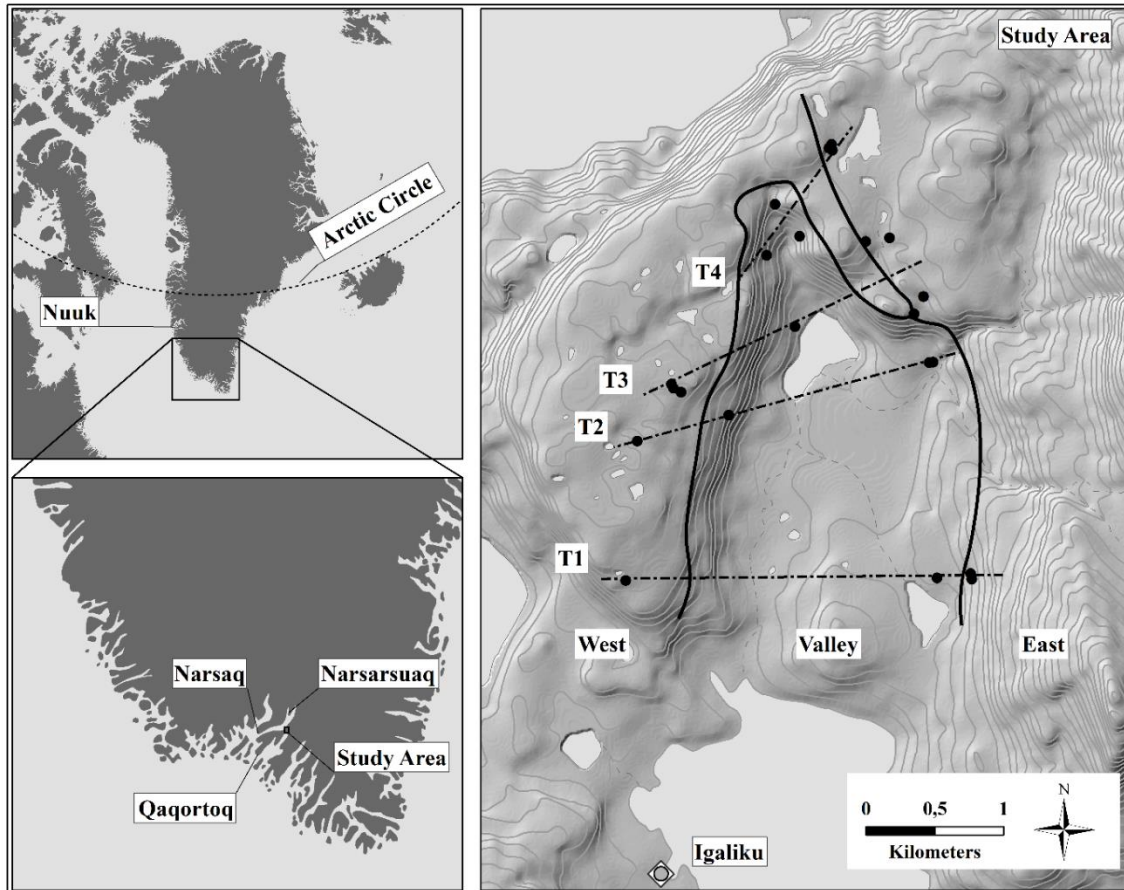 Arctic Circle
Nuuk
Narsaq
Narsarsuaq
Study Area
Qaqortoq
Study Area
T4
T3
T2
T1
West
Valley
East
N
0 0,5 1
Kilometers
Igaliku